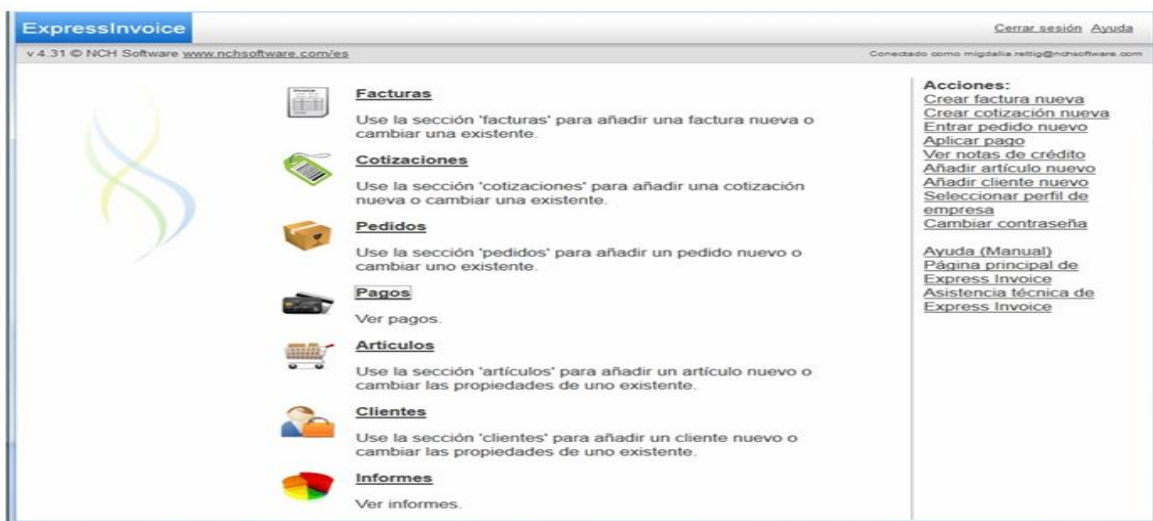 ExpressInvoice
Cerrar sesión Ayuda
v 4.31 © NCH Software www.nchsoftware.com/es
Conectado como migdalia.rettig@nchsoftware.com
Facturas
Use la sección 'facturas' para añadir una factura nueva o
cambiar una existente.
Cotizaciones
Use la sección 'cotizaciones' para añadir una cotización
nueva o cambiar una existente.
Pedidos
Use la sección 'pedidos' para añadir un pedido nuevo o
cambiar uno existente.
Pagos
Ver pagos.
Artículos
Use la sección 'artículos' para añadir un artículo nuevo o
cambiar las propiedades de uno existente.
Clientes
Use la sección 'clientes' para añadir un cliente nuevo o
cambiar las propiedades de uno existente.
Informes
Ver informes.
Acciones:
Crear factura nueva
Crear cotización nueva
Entrar pedido nuevo
Aplicar pago
Ver notas de crédito
Añadir artículo nuevo
Añadir cliente nuevo
Seleccionar perfil de
empresa
Cambiar contraseña
Ayuda (Manual)
Página principal de
Express Invoice
Asistencia técnica de
Express Invoice